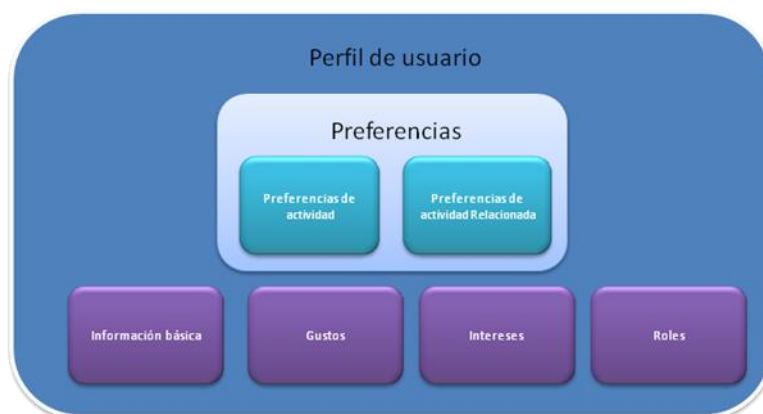 Perfil de usuario
Preferencias
Preferencias de
actividad
Preferencias de
actividad Relacionada
Información básica
Gustos
Intereses
Roles